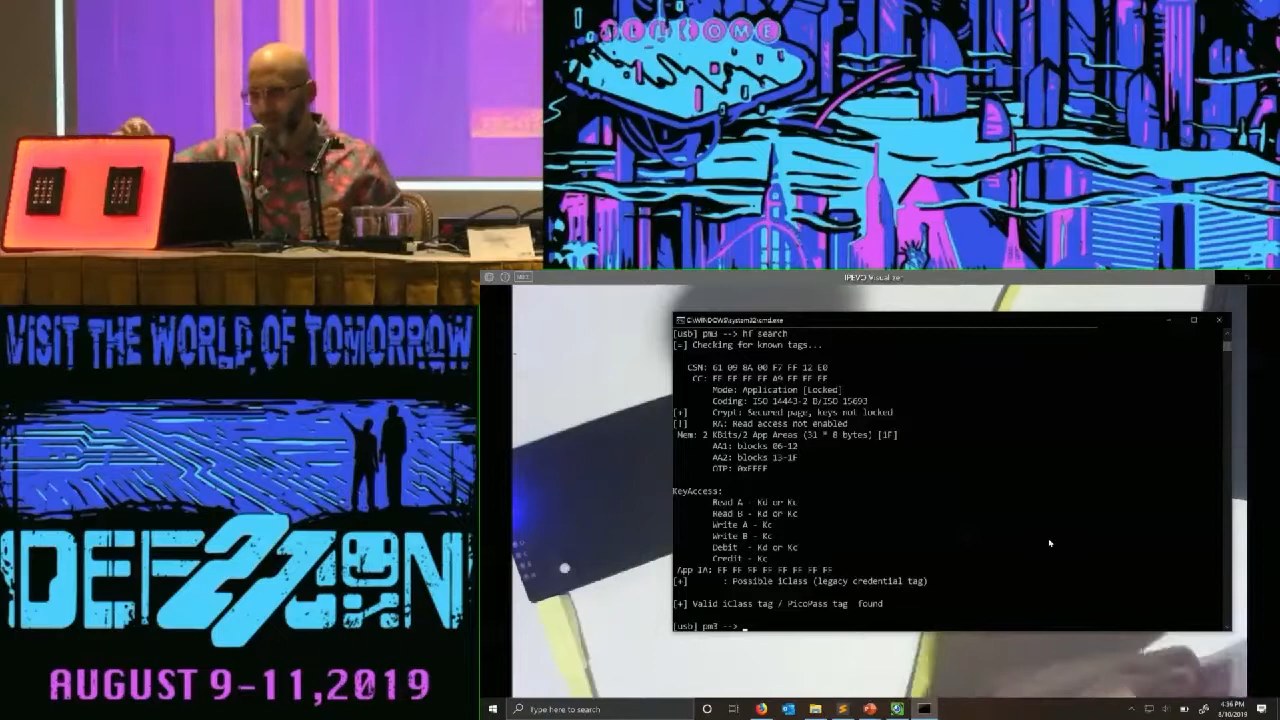 WELCOME
VISIT THE WORLD OF TOMORROW
DEF CON
27
AUGUST 9-11,2019
IPEVO Visualizer
C:\WINDOWS\system32\cmd.exe
[usb] pm3 --> hf search
[=] Checking for known tags...
CSN: 61 09 8A 00 F7 FF 12 E0
CC: FF FF FF FF A9 FF FF FF
Mode: Application [Locked]
Coding: ISO 14443-2 B/ISO 15693
[+] Crypt: Secured page, keys not locked
[!] RA: Read access not enabled
Mem: 2 KBits/2 App Areas (31 * 8 bytes) [1F]
AA1: blocks 06-12
AA2: blocks 13-1F
OTP: 0xFFFF
KeyAccess:
Read A - Kd or Kc
Read B - Kd or Kc
Write A - Kc
Write B - Kc
Debit - Kd or Kc
Credit - Kc
App IA: FF FF FF FF FF FF FF FF
[+] : Possible iClass (legacy credential tag)
[+] Valid iClass tag / PicoPass tag found
[usb] pm3 -->
Type here to search
4:36 PM
8/10/2019